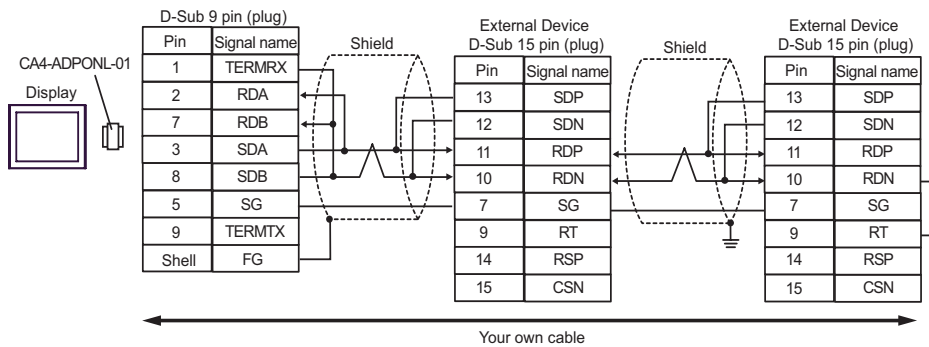 D-Sub 9 pin (plug)
Pin Signal name
1 TERMRX
2 RDA
7 RDB
3 SDA
8 SDB
5 SG
9 TERMTX
Shell FG
CA4-ADPONL-01
Display
Shield
External Device
D-Sub 15 pin (plug)
Pin Signal name
13 SDP
12 SDN
11 RDP
10 RDN
7 SG
9 RT
14 RSP
15 CSN
Shield
External Device
D-Sub 15 pin (plug)
Pin Signal name
13 SDP
12 SDN
11 RDP
10 RDN
7 SG
9 RT
14 RSP
15 CSN
Your own cable